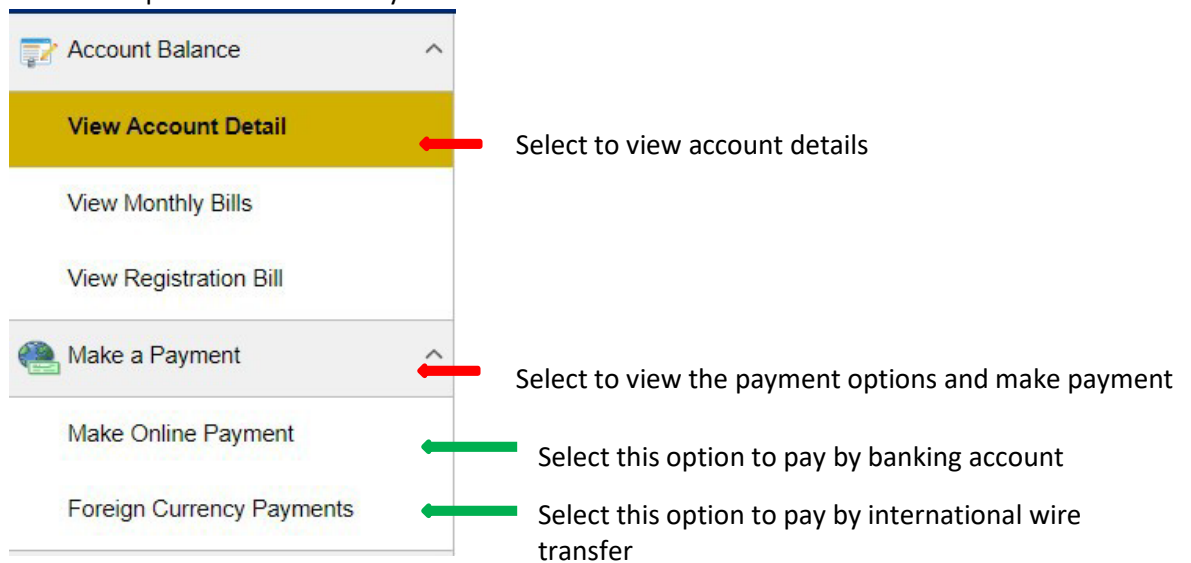 Account Balance
View Account Detail
Select to view account details
View Monthly Bills
View Registration Bill
Make a Payment
Select to view the payment options and make payment
Make Online Payment
Select this option to pay by banking account
Foreign Currency Payments
Select this option to pay by international wire
transfer